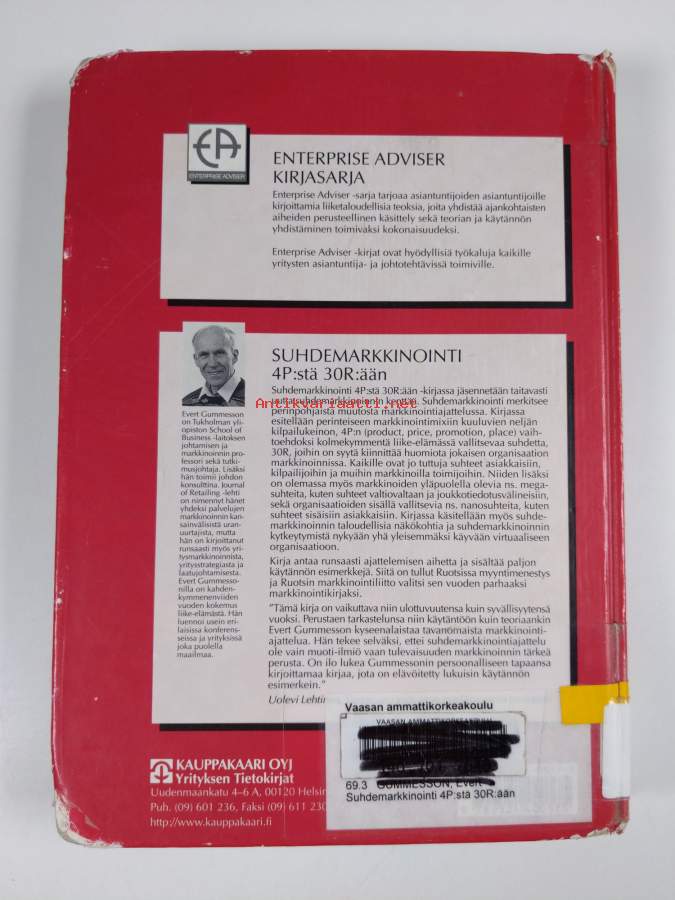 EA
ENTERPRISE ADVISER
ENTERPRISE ADVISER
KIRJASARJA
Enterprise Adviser -sarja tarjoaa asiantuntijoiden asiantuntijoille
kirjoittamia liiketaloudellisia teoksia, joita yhdistää ajankohtaisten
aiheiden perusteellinen käsittely sekä teorian ja käytännön
yhdistäminen toimivaksi kokonaisuudeksi.
Enterprise Adviser -kirjat ovat hyödyllisiä työkaluja kaikille
yritysten asiantuntija- ja johtotehtävissä toimiville.
Evert Gummesson
on Tukholman yli-
opiston School of
Business -laitoksen
johtamisen ja
markkinoinnin pro-
fessori sekä tutki-
musjohtaja. Lisäksi
hän toimii johdon
konsulttina. Journal
of Retailing -lehti
on nimennyt hänet
yhdeksi palvelujen
markkinoinnin kan-
sainvälisistä uran-
uurtajista, mutta
hän on kirjoittanut
runsaasti myös yri-
tysmarkkinoinnista,
yritysstrategiasta ja
laatujohtamisesta.
Evert Gummesso-
nilla on kahden-
kymmenenviiden
vuoden kokemus
liike-elämästä. Hän
luennoi usein eri-
laisissa konferens-
seissa ja yrityksissä
joka puolella
maailmaa.
SUHDEMARKKINOINTI
4P:stä 30R:ään
Suhdemarkkinointi 4P:stä 30R:ään -kirjassa jäsennetään taitavasti
uutta suhdemarkkinoinnin kenttää. Suhdemarkkinointi merkitsee
perinpohjaista muutosta markkinointiajattelussa. Kirjassa
esitellään perinteiseen markkinointimixiin kuuluvien neljän
kilpailukeinon, 4P:n (product, price, promotion, place) vaih-
toehdoksi kolmekymmentä liike-elämässä vallitsevaa suhdetta,
30R, joihin on syytä kiinnittää huomiota jokaisen organisaation
markkinoinnissa. Kaikille ovat jo tuttuja suhteet asiakkaisiin,
kilpailijoihin ja muihin markkinoilla toimijoihin. Niiden lisäksi
on olemassa myös markkinoiden yläpuolella olevia ns. mega-
suhteita, kuten suhteet valtiovaltaan ja joukkotiedotusvälineisiin,
sekä organisaatioiden sisällä vallitsevia ns. nanosuhteita, kuten
suhteet sisäisiin asiakkaisiin. Kirjassa käsitellään myös suhde-
markkinoinnin taloudellisia näkökohtia ja suhdemarkkinoinnin
kytkeytymistä nykyään yhä yleisemmäksi käyvään virtuaaliseen
organisaatioon.
Kirja antaa runsaasti ajattelemisen aihetta ja sisältää paljon
käytännön esimerkkejä. Siitä on tullut Ruotsissa myyntimenestys
ja Ruotsin markkinointiliitto valitsi sen vuoden parhaaksi
markkinointikirjaksi.
"Tämä kirja on vaikuttava niin ulottuvuutensa kuin syvällisyytensä
vuoksi. Perustaen tarkastelunsa niin käytäntöön kuin teoriaankin
Evert Gummesson kyseenalaistaa tavanomaista markkinointi-
ajattelua. Hän tekee selväksi, ettei suhdemarkkinointiajattelu
ole vain muoti-ilmiö vaan tulevaisuuden markkinoinnin tärkeä
perusta. On ilo lukea Gummessonin persoonalliseen tapaansa
kirjoittamaa kirjaa, jota on elävöitetty lukuisin käytännön
esimerkein."
Uolevi Lehtin
Antikvariaatti.net
KAUPPAKAARI OYJ
Yrityksen Tietokirjat
Uudenmaankatu 4–6 A, 00120 Helsin
Puh. (09) 601 236, Faksi (09) 611 230
http://www.kauppakaari.fi
Vaasan ammattikorkeakoulu
VAASAN AMMATTIKORKEAKOULU
69.3 GUMMESSON, Evert
Suhdemarkkinointi 4P:stä 30R:ään